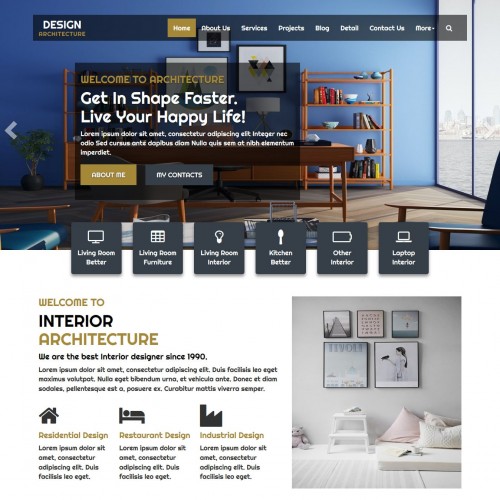 DESIGN
ARCHITECTURE
Home About Us Services Projects Blog Detail Contact Us More
WELCOME TO ARCHITECTURE
Get In Shape Faster.
Live Your Happy Life!
Lorem ipsum dolor sit amet, consectetur adipiscing elit Integer nec
odio Sed cursus ante dapibus diam Nulla quis sem at nibh elementum
imperdiet.
ABOUT ME MY CONTACTS
Living Room
Better
Living Room
Furniture
Living Room
Interior
Kitchen
Better
Other
Interior
Laptop
Interior
WELCOME TO
INTERIOR
ARCHITECTURE
We are the best Interior designer since 1990.
Lorem ipsum dolor sit amet, consectetur adipiscing elit. Duis facilisis leo eget
maximus volutpat. Nulla eget bibendum urna, et vehicula ante. Donec et diam
sodales, pellentesque est a, posuere ex. Curabitur mattis viverra semper.
Residential Design
Lorem ipsum dolor
sit amet, consectetur
adipiscing elit. Duis
facilisis leo eget.
Restaurant Design
Lorem ipsum dolor
sit amet, consectetur
adipiscing elit. Duis
facilisis leo eget.
Industrial Design
Lorem ipsum dolor
sit amet, consectetur
adipiscing elit. Duis
facilisis leo eget.